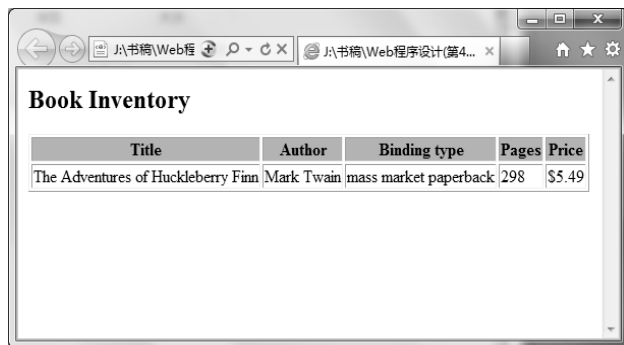 J:\书稿\Web程
J:\书稿\Web程序设计(第4...
Book Inventory
Title Author Binding type Pages Price
The Adventures of Huckleberry Finn Mark Twain mass market paperback 298 $5.49